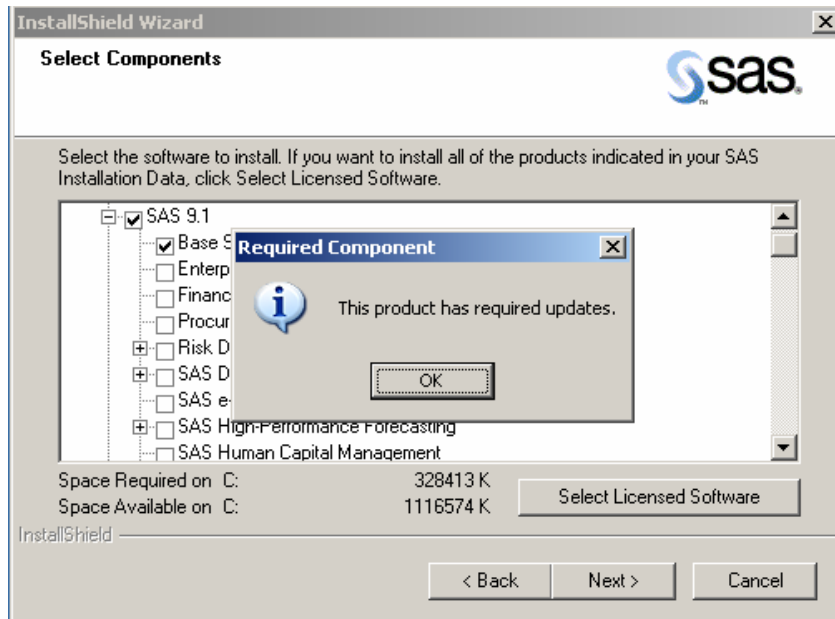 InstallShield Wizard
Select Components
sas.
TM
Select the software to install. If you want to install all of the products indicated in your SAS
Installation Data, click Select Licensed Software.
SAS 9.1
Base S
Enterp
Financ
Procur
Risk D
SAS D
SAS e-
SAS High-Performance Forecasting
SAS Human Capital Management
Required Component
This product has required updates.
OK
Space Required on C: 328413 K
Space Available on C: 1116574 K
Select Licensed Software
InstallShield
< Back
Next >
Cancel